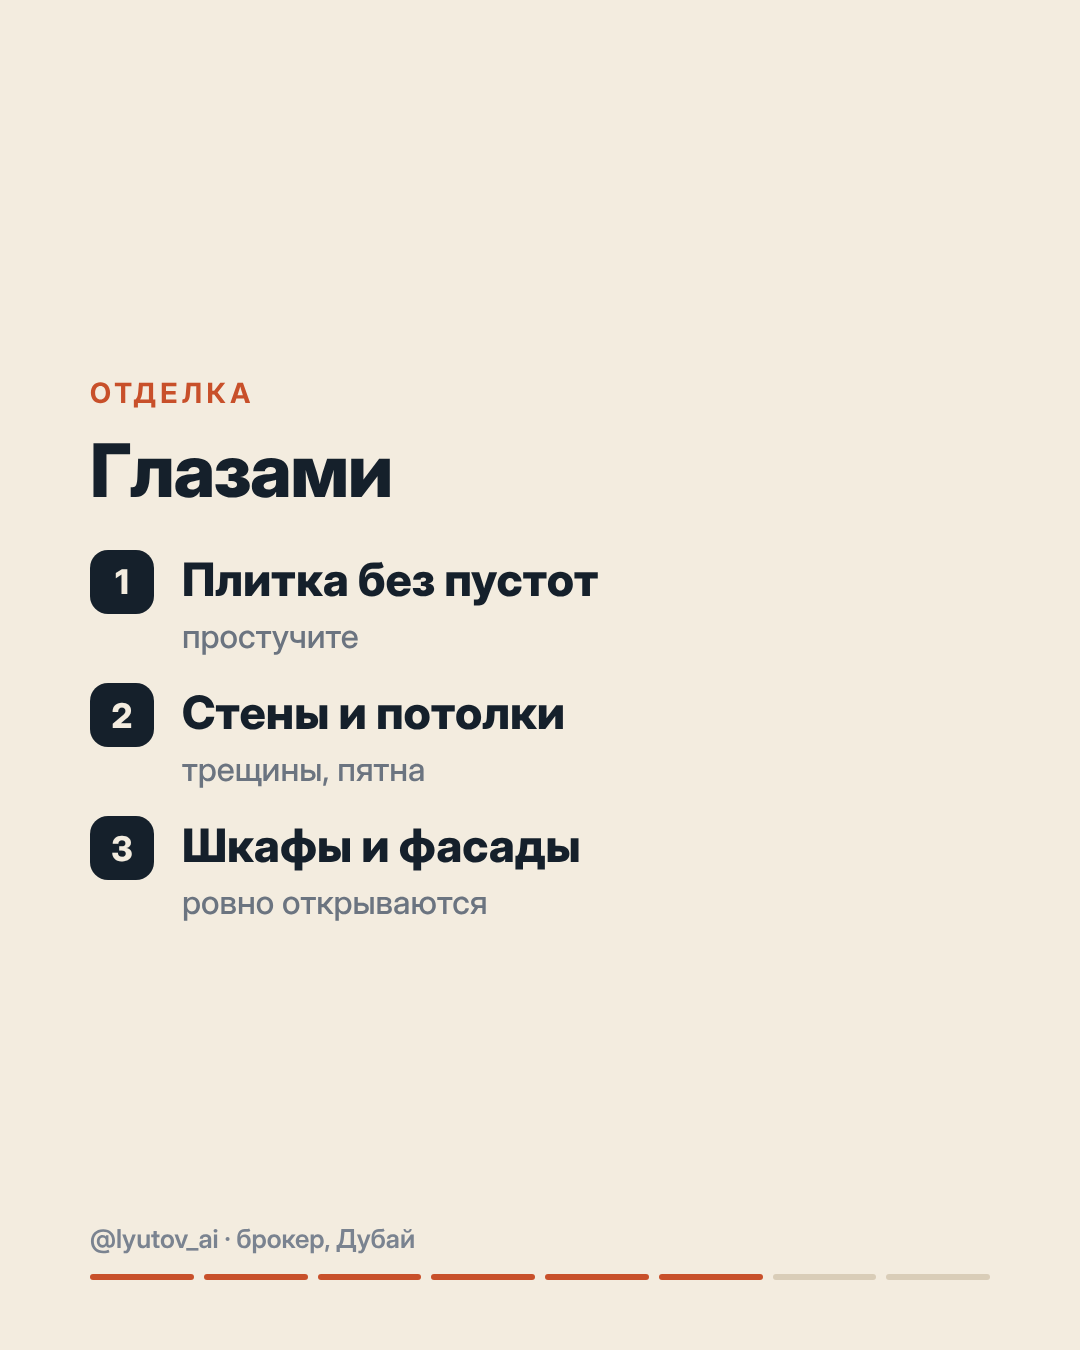 ОТДЕЛКА
Глазами
1 Плитка без пустот
простучите
2 Стены и потолки
трещины, пятна
3 Шкафы и фасады
ровно открываются
@lyutov_ai · брокер, Дубай